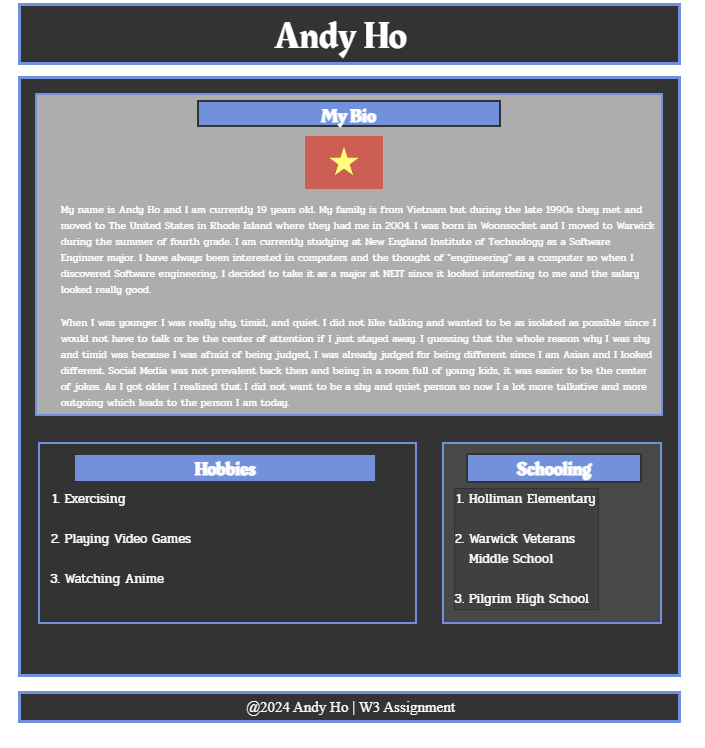 Andy Ho
My Bio
My name is Andy Ho and I am currently 19 years old. My family is from Vietnam but during the late 1990s they met and
moved to The United States in Rhode Island where they had me in 2004. I was born in Woonsocket and I moved to Warwick
during the summer of fourth grade. I am currently studying at New England Institute of Technology as a Software
Enginner major. I have always been interested in computers and the thought of "engineering" as a computer so when I
discovered Software engineering, I decided to take it as a major at NEIT since it looked interesting to me and the salary
looked really good.
When I was younger I was really shy, timid, and quiet. I did not like talking and wanted to be as isolated as possible since I
would not have to talk or be the center of attention if I just stayed away. I guessing that the whole reason why I was shy
and timid was because I was afraid of being judged, I was already judged for being different since I am Asian and I looked
different. Social Media was not prevalent back then and being in a room full of young kids, it was easier to be the center
of jokes. As I got older I realized that I did not want to be a shy and quiet person so now I a lot more talkative and more
outgoing which leads to the person I am today.
Hobbies
1. Exercising
2. Playing Video Games
3. Watching Anime
Schooling
1. Holliman Elementary
2. Warwick Veterans
Middle School
3. Pilgrim High School
@2024 Andy Ho | W3 Assignment